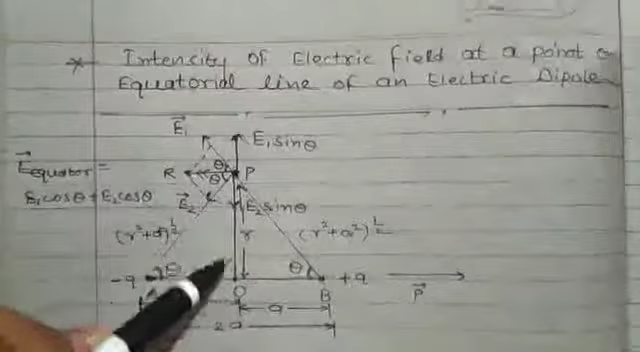 * Intensity of Electric field at a point on
Equatorial line of an Electric Dipole
E₁ E₁sinθ
E equator =
R θ P
θ
E₁cosθ + E₂cosθ
E₂ E₂sinθ
(r²+a²)^½ r (r²+a²)^½
-q θ θ +q
O B P
a
2a